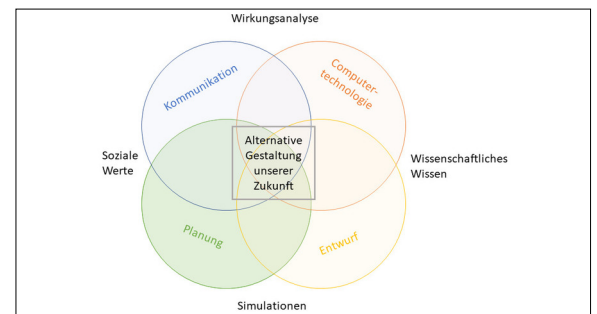 Wirkungsanalyse
Kommunikation
Computer-
technologie
Soziale
Werte
Alternative
Gestaltung
unserer
Zukunft
Wissenschaftliches
Wissen
Planung
Entwurf
Simulationen